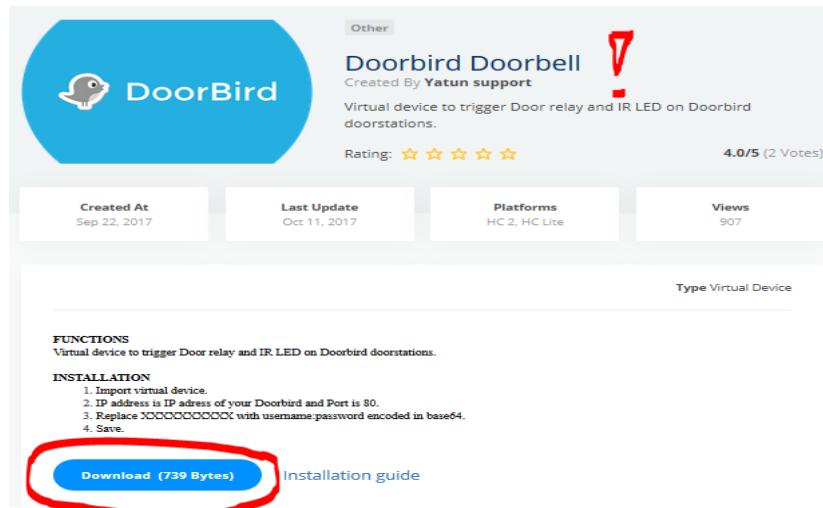 Other
DoorBird
Doorbird Doorbell
Created By Yatun support
Virtual device to trigger Door relay and IR LED on Doorbird
doorstations.
Rating: 4.0/5 (2 Votes)
Created At Last Update Platforms Views
Sep 22, 2017 Oct 11, 2017 HC 2, HC Lite 907
Type Virtual Device
FUNCTIONS
Virtual device to trigger Door relay and IR LED on Doorbird doorstations.
INSTALLATION
1. Import virtual device.
2. IP address is IP adress of your Doorbird and Port is 80.
3. Replace XXXXXXXXXXX with username:password encoded in base64.
4. Save.
Download (739 Bytes) Installation guide